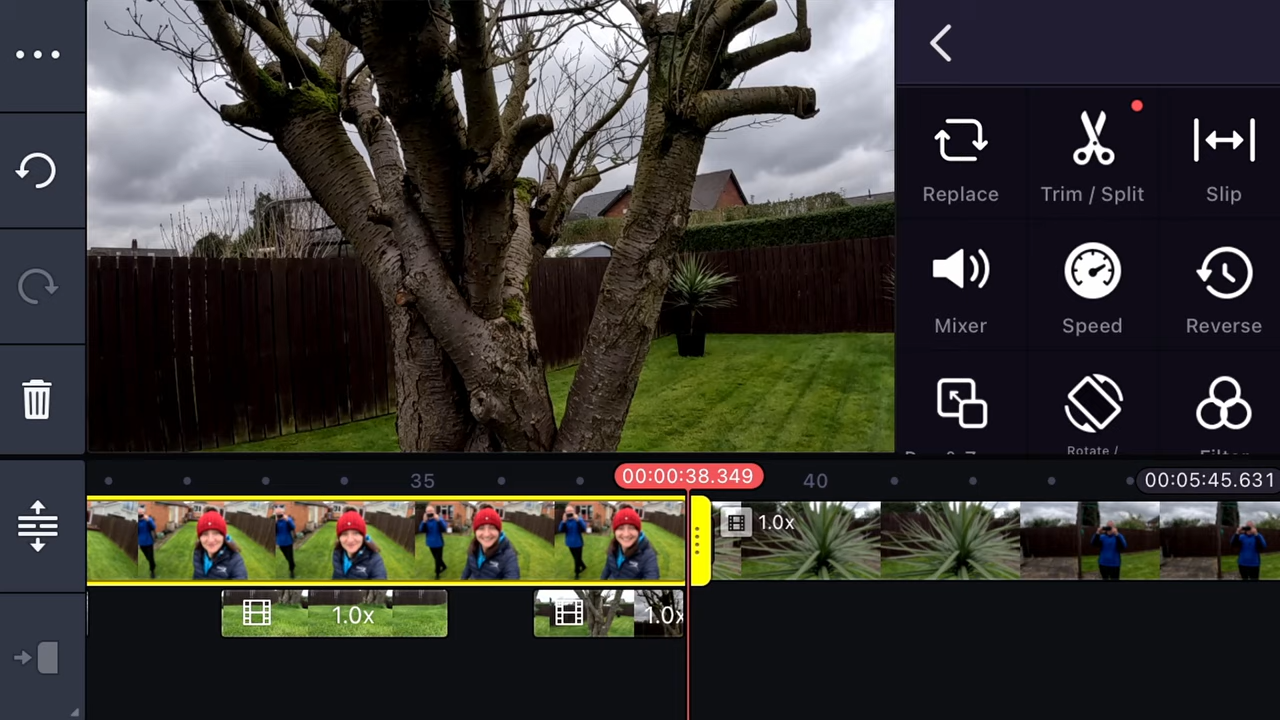 Replace
Trim / Split
Slip
Mixer
Speed
Reverse
Rotate /
35
00:00:38.349
40
00:05:45.631
1.0x
1.0x
1.0x